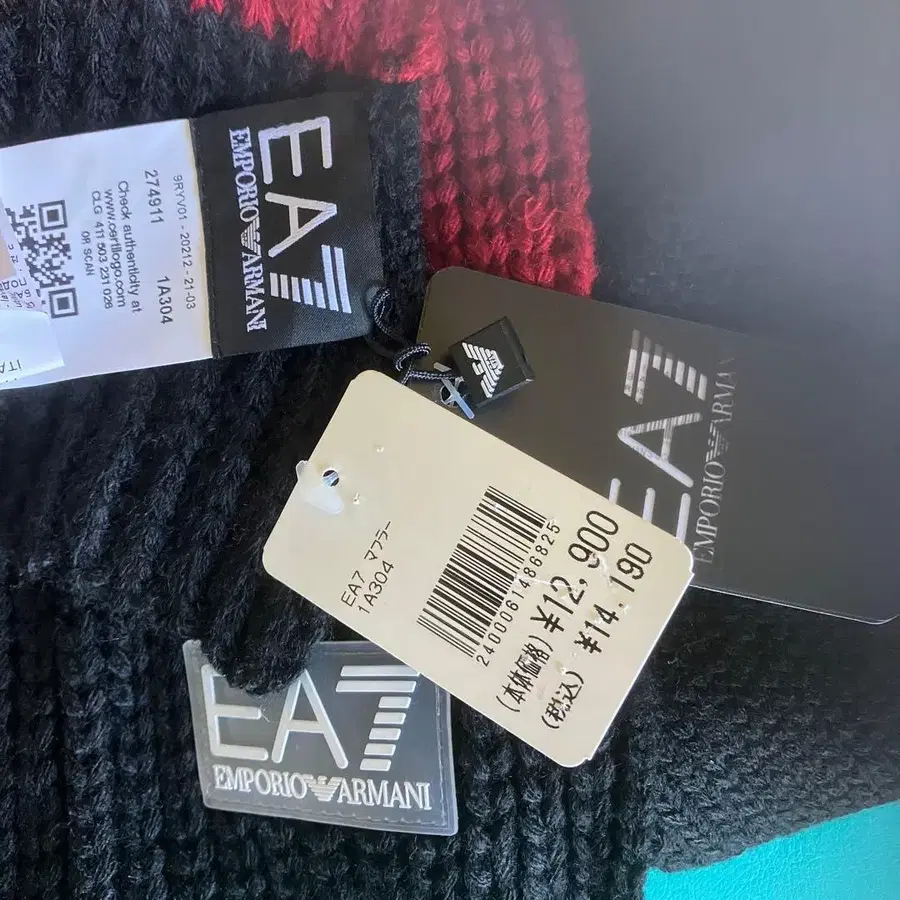 EA7
EMPORIO ARMANI
9RYV01 - 20212 - 21-03
274911 1A304
Check authenticity at
www.certilogo.com
CLG 411 503 231 026
OR SCAN
ITA
EA7
EMPORIO ARMAN
EA7 マフラー
1A304
2400061486825
(本体価格) ¥12,900
(税込) ¥14,190
EA7
EMPORIO ARMANI